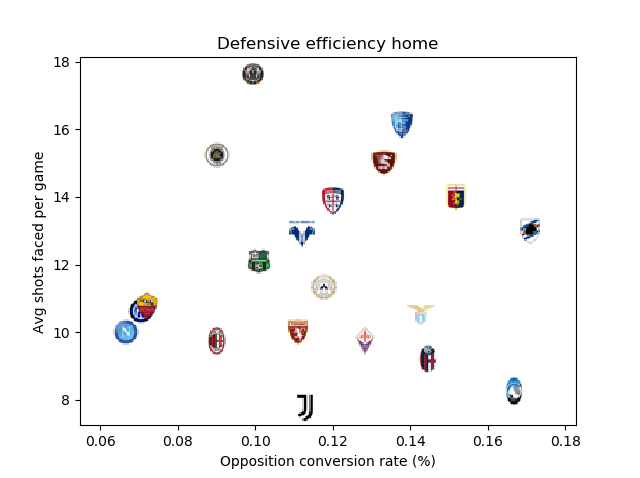 Defensive efficiency home
18
16
14
12
10
8
Avg shots faced per game
0.06 0.08 0.10 0.12 0.14 0.16 0.18
Opposition conversion rate (%)